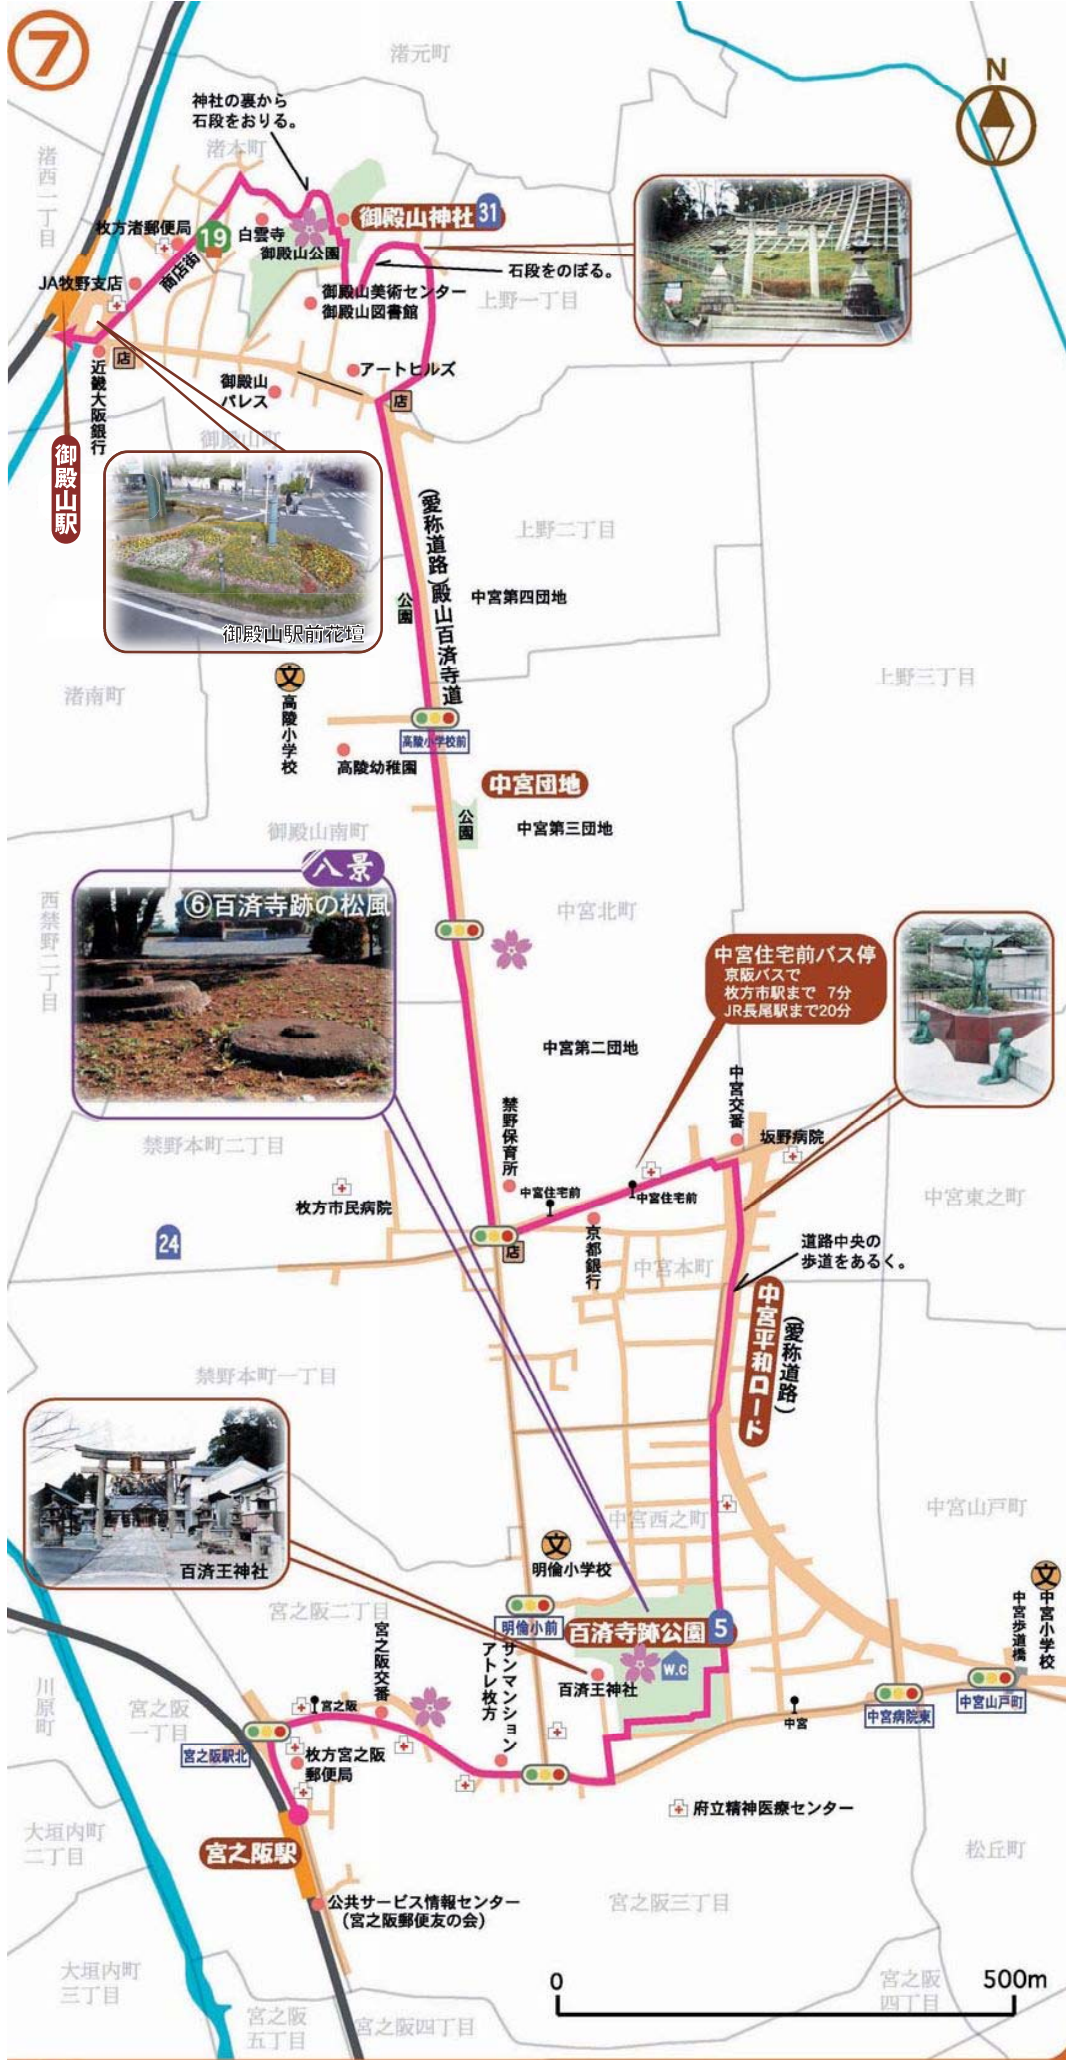 7
渚元町
N
神社の裏から
石段をおりる。
渚本町
渚西一丁目
御殿山神社
31
枚方渚郵便局
19
白雲寺
御殿山公園
商店街
JA牧野支店
石段をのぼる。
上野一丁目
御殿山美術センター
御殿山図書館
店
近畿大阪銀行
アートヒルズ
御殿山
パレス
店
御殿山町
御殿山駅
御殿山駅前花壇
(愛称道路)殿山百済寺道
上野二丁目
公園
中宮第四団地
文
高陵小学校
渚南町
上野三丁目
高陵小学校前
高陵幼稚園
中宮団地
公園
中宮第三団地
御殿山南町
八景
⑥百済寺跡の松風
西禁野二丁目
中宮北町
中宮住宅前バス停
京阪バスで
枚方市駅まで 7分
JR長尾駅まで20分
中宮第二団地
中宮交番
坂野病院
禁野保育所
禁野本町二丁目
中宮住宅前
中宮住宅前
枚方市民病院
中宮東之町
24
店
京都銀行
中宮本町
道路中央の
歩道をあるく。
中宮平和ロード
(愛称道路)
禁野本町一丁目
百済王神社
中宮西之町
中宮山戸町
文
明倫小学校
文
中宮小学校
中宮歩道橋
宮之阪二丁目
明倫小前
百済寺跡公園
5
W.C
百済王神社
サンマンション
アトレ枚方
宮之阪交番
宮之阪
川原町
宮之阪
一丁目
中宮
中宮病院東
中宮山戸町
宮之阪駅北
枚方宮之阪
郵便局
府立精神医療センター
宮之阪駅
大垣内町
二丁目
松丘町
公共サービス情報センター
(宮之阪郵便友の会)
宮之阪三丁目
大垣内町
三丁目
0
500m
宮之阪
四丁目
宮之阪
五丁目
宮之阪四丁目